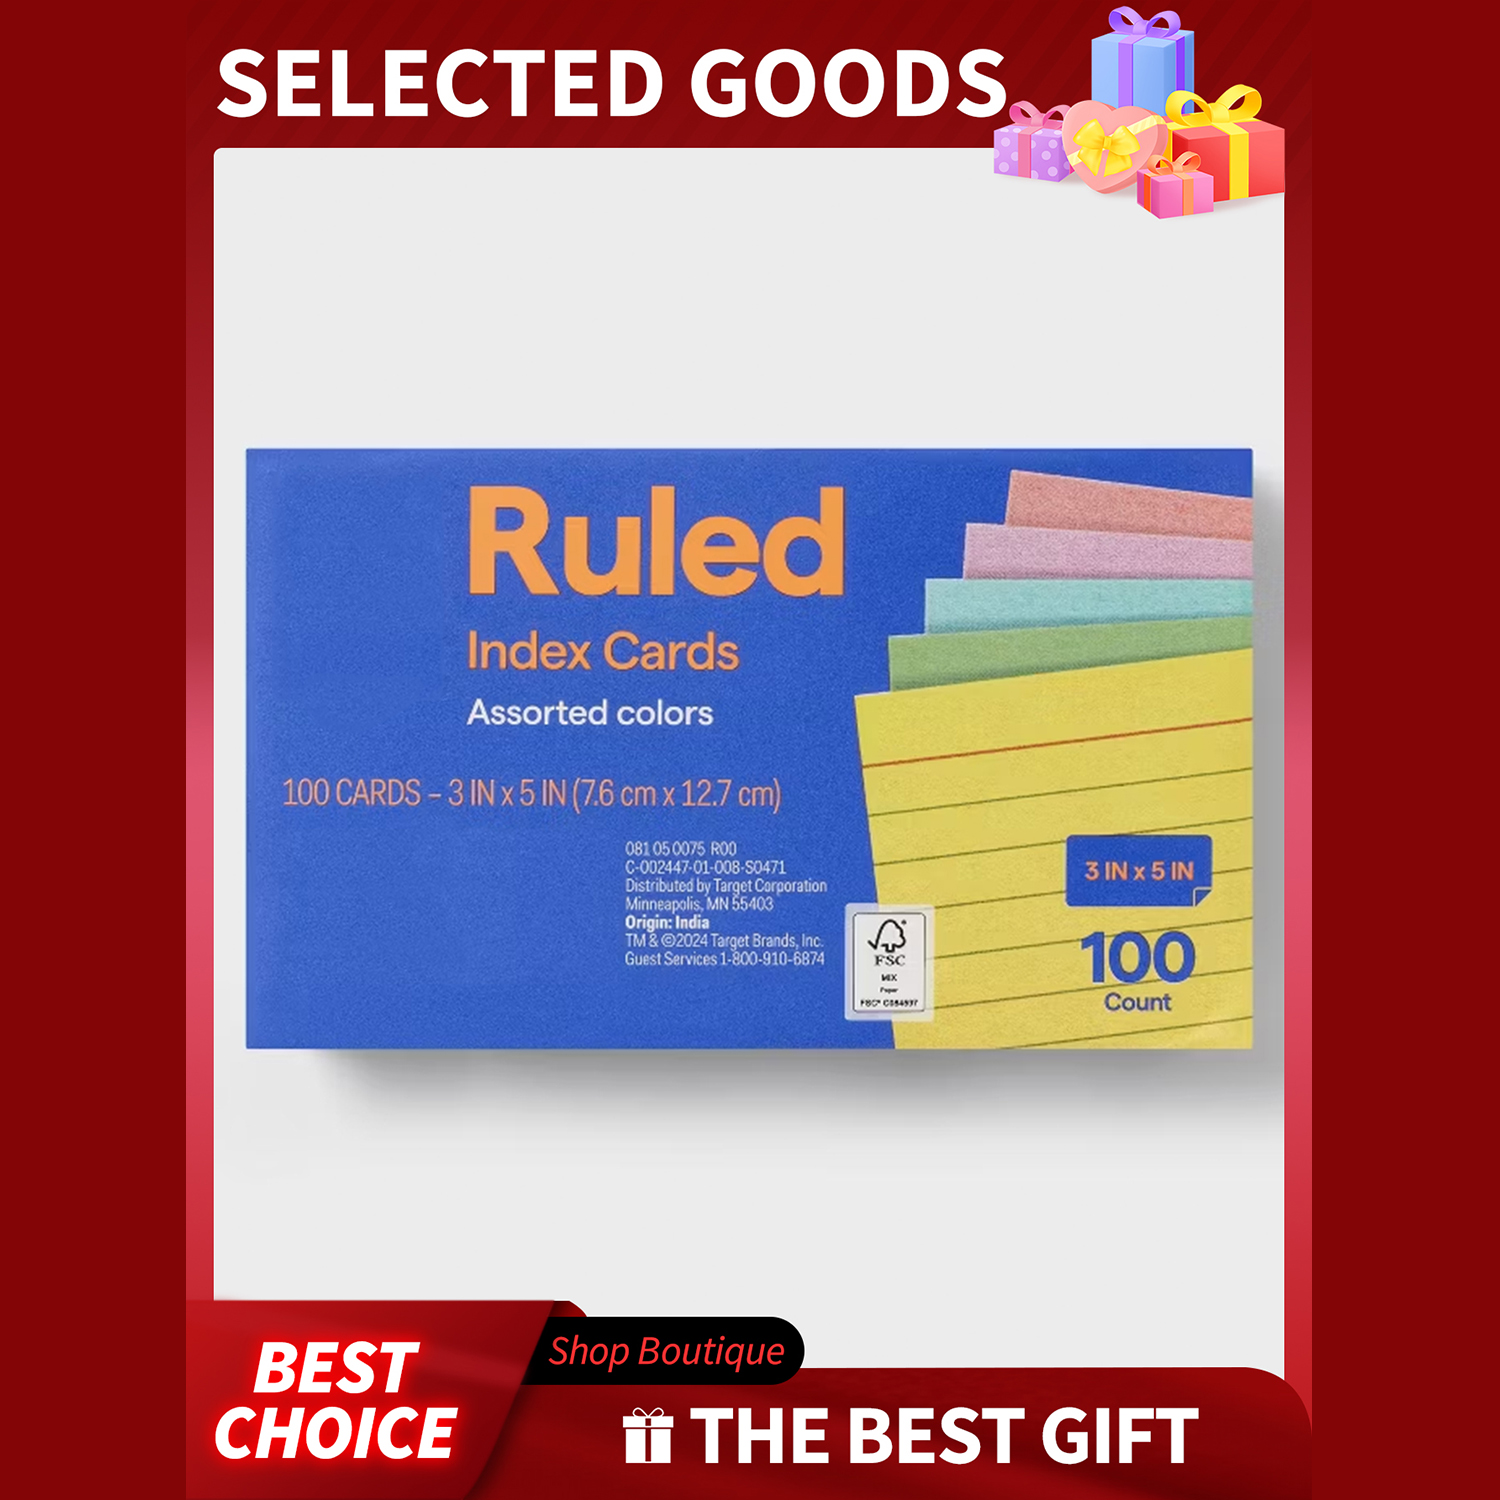 SELECTED GOODS
Ruled
Index Cards
Assorted colors
100 CARDS – 3 IN x 5 IN (7.6 cm x 12.7 cm)
081 05 0075 R00
C-002447-01-008-S0471
Distributed by Target Corporation
Minneapolis, MN 55403
Origin: India
TM & ©2024 Target Brands, Inc.
Guest Services 1-800-910-6874
FSC
MIX
Paper
FSC® C084597
3 IN x 5 IN
100
Count
BEST
CHOICE
Shop Boutique
THE BEST GIFT